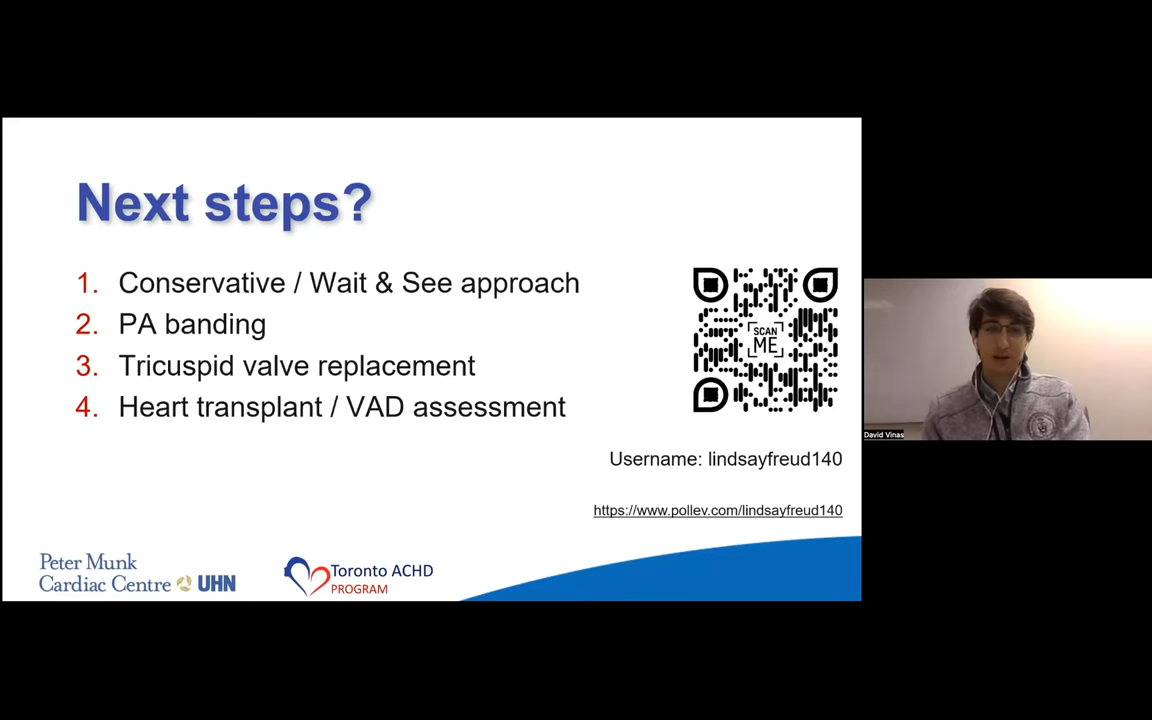 Next steps?
1. Conservative / Wait & See approach
2. PA banding
3. Tricuspid valve replacement
4. Heart transplant / VAD assessment
SCAN
ME
Username: lindsayfreud140
https://www.pollev.com/lindsayfreud140
Peter Munk
Cardiac Centre UHN
Toronto ACHD
PROGRAM
David Vinas